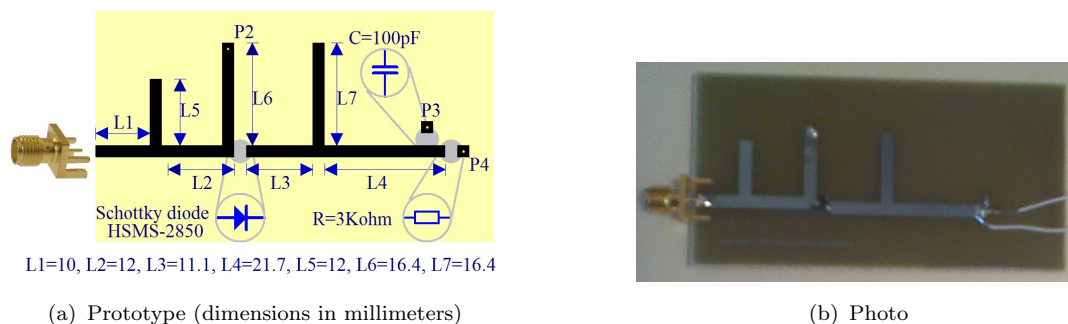 P2
C=100pF
L1
L5
L6
L7
P3
P4
L2
L3
L4
Schottky diode
HSMS-2850
R=3Kohm
L1=10, L2=12, L3=11.1, L4=21.7, L5=12, L6=16.4, L7=16.4
(a) Prototype (dimensions in millimeters)
(b) Photo